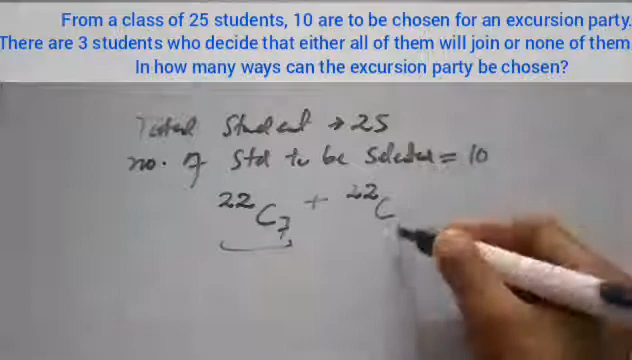 From a class of 25 students, 10 are to be chosen for an excursion party.
There are 3 students who decide that either all of them will join or none of them
In how many ways can the excursion party be chosen?
Total Student → 25
no. of Std to be Selected = 10
²²C₇ + ²²C